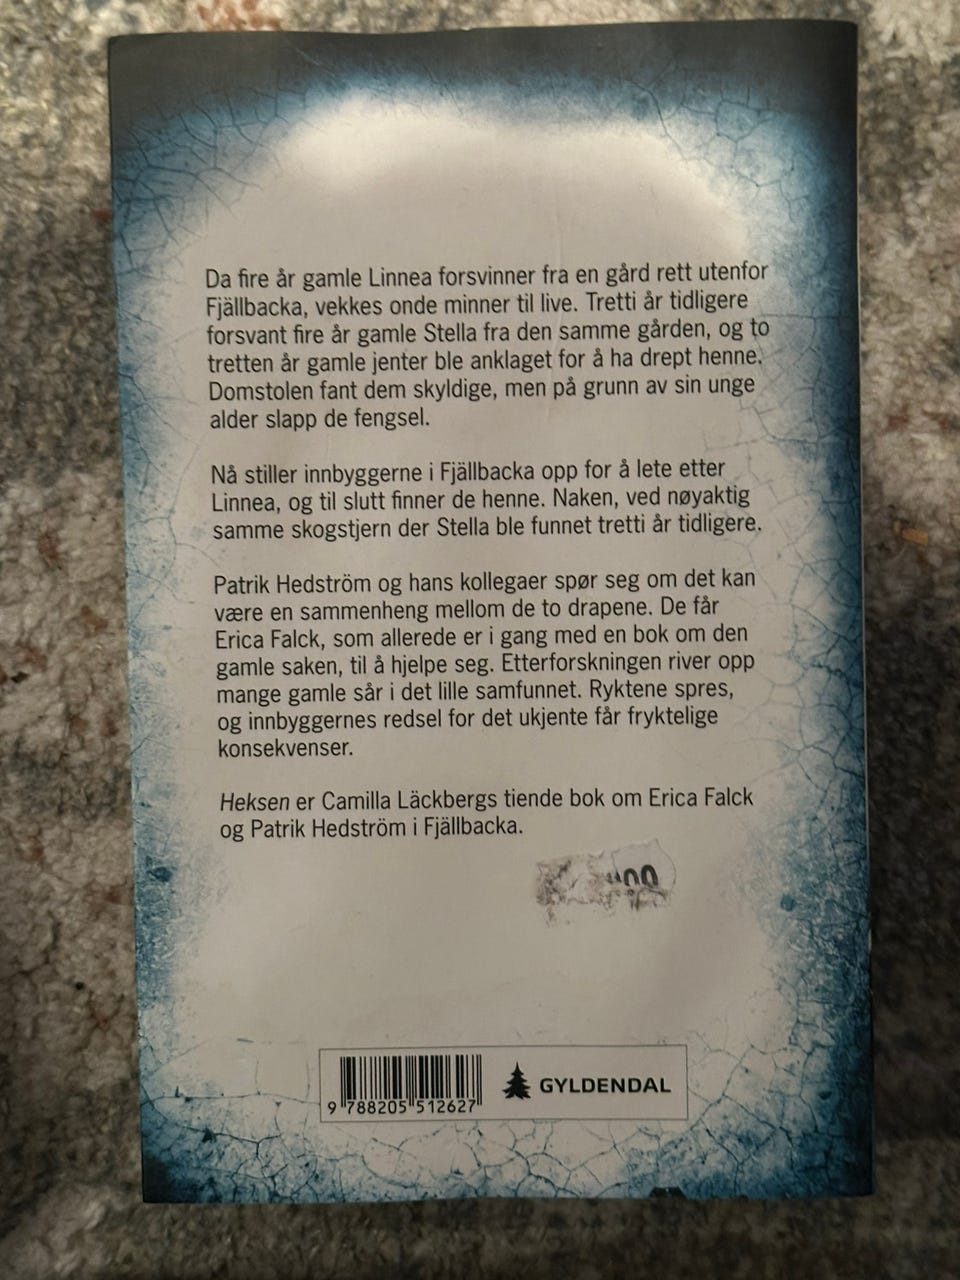 Da fire år gamle Linnea forsvinner fra en gård rett utenfor
Fjällbacka, vekkes onde minner til live. Tretti år tidligere
forsvant fire år gamle Stella fra den samme gården, og to
tretten år gamle jenter ble anklaget for å ha drept henne.
Domstolen fant dem skyldige, men på grunn av sin unge
alder slapp de fengsel.
Nå stiller innbyggerne i Fjällbacka opp for å lete etter
Linnea, og til slutt finner de henne. Naken, ved nøyaktig
samme skogstjern der Stella ble funnet tretti år tidligere.
Patrik Hedström og hans kollegaer spør seg om det kan
være en sammenheng mellom de to drapene. De får
Erica Falck, som allerede er i gang med en bok om den
gamle saken, til å hjelpe seg. Etterforskningen river opp
mange gamle sår i det lille samfunnet. Ryktene spres,
og innbyggernes redsel for det ukjente får fryktelige
konsekvenser.
Heksen er Camilla Läckbergs tiende bok om Erica Falck
og Patrik Hedström i Fjällbacka.
9 788205 512627
GYLDENDAL